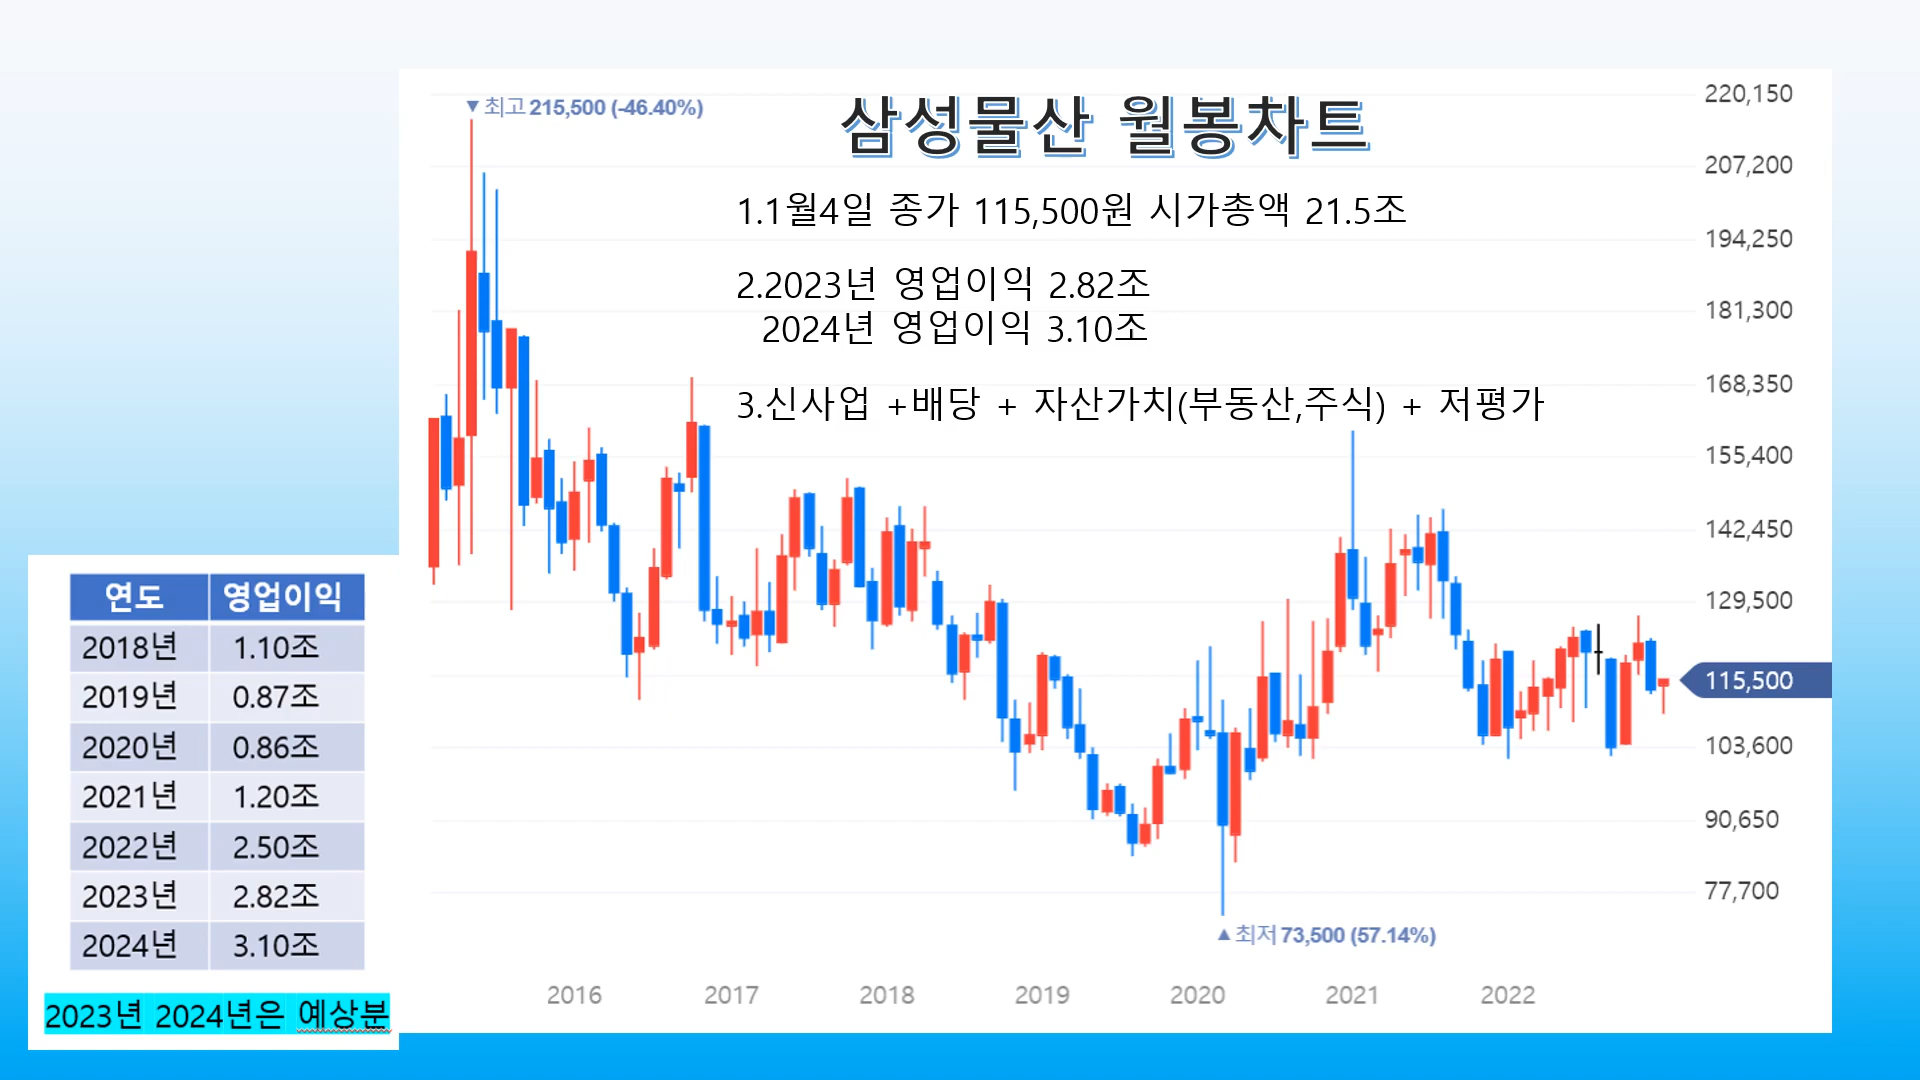 ▼최고 215,500 (-46.40%)
삼성물산 월봉차트
1.1월4일 종가 115,500원 시가총액 21.5조
2.2023년 영업이익 2.82조
2024년 영업이익 3.10조
3.신사업 +배당 + 자산가치(부동산,주식) + 저평가
220,150
207,200
194,250
181,300
168,350
155,400
142,450
129,500
115,500
103,600
90,650
77,700
▲최저 73,500 (57.14%)
2016 2017 2018 2019 2020 2021 2022
연도 영업이익
2018년 1.10조
2019년 0.87조
2020년 0.86조
2021년 1.20조
2022년 2.50조
2023년 2.82조
2024년 3.10조
2023년 2024년은 예상분